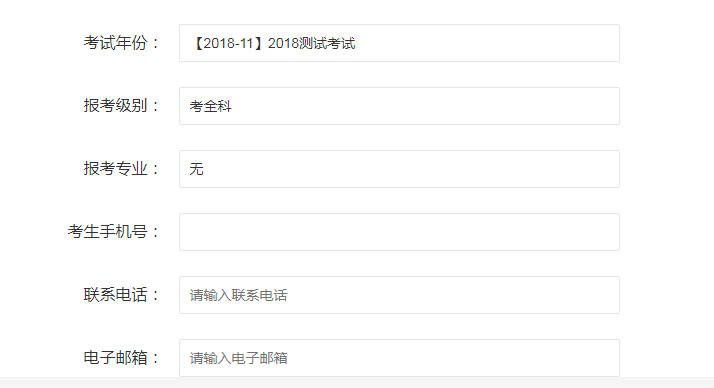 考试年份： 【2018-11】2018测试考试
报考级别： 考全科
报考专业： 无
考生手机号：
联系电话： 请输入联系电话
电子邮箱： 请输入电子邮箱